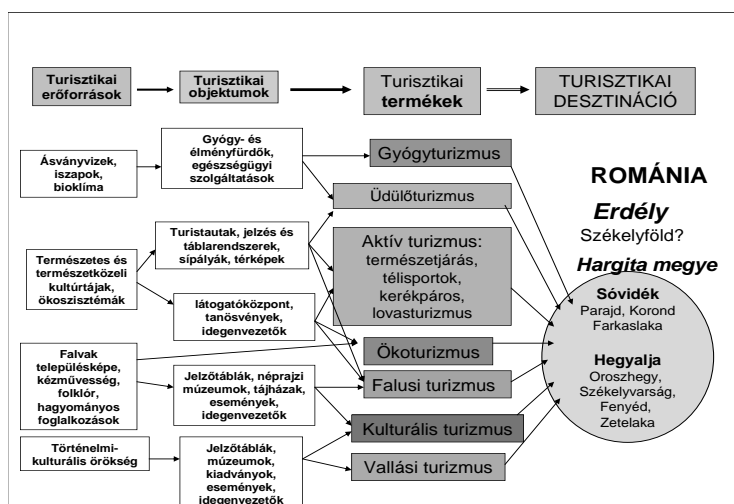 Turisztikai
erőforrások
Turisztikai
objektumok
Turisztikai
termékek
TURISZTIKAI
DESZTINÁCIÓ
Ásványvizek,
iszapok,
bioklíma
Gyógy- és
élményfürdők,
egészségügyi
szolgáltatások
Gyógyturizmus
Üdülőturizmus
Természetes és
természetközeli
kultúrtájak,
ökoszisztémák
Turistautak, jelzés és
táblarendszerek,
sípályák, térképek
látogatóközpont,
tanösvények,
idegenvezetők
Aktív turizmus:
természetjárás,
télisportok,
kerékpáros,
lovasturizmus
Ökoturizmus
Falvak
településképe,
kézművesség,
folklór,
hagyományos
foglalkozások
Jelzőtáblák, néprajzi
múzeumok, tájházak,
események,
idegenvezetők
Falusi turizmus
Kulturális turizmus
Történelmi-
kulturális örökség
Jelzőtáblák,
múzeumok,
kiadványok,
események,
idegenvezetők
Vallási turizmus
ROMÁNIA
Erdély
Székelyföld?
Hargita megye
Sóvidék
Parajd, Korond
Farkaslaka
Hegyalja
Oroszhegy,
Székelyvarság,
Fenyéd,
Zetelaka